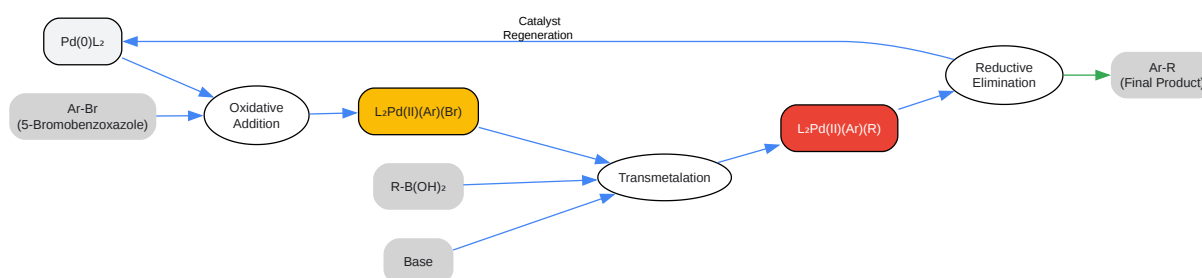 Catalyst
Regeneration
Pd(0)L₂
Reductive
Elimination
Ar-R
(Final Product)
Ar-Br
(5-Bromobenzoxazole)
Oxidative
Addition
L₂Pd(II)(Ar)(Br)
L₂Pd(II)(Ar)(R)
R-B(OH)₂
Transmetalation
Base